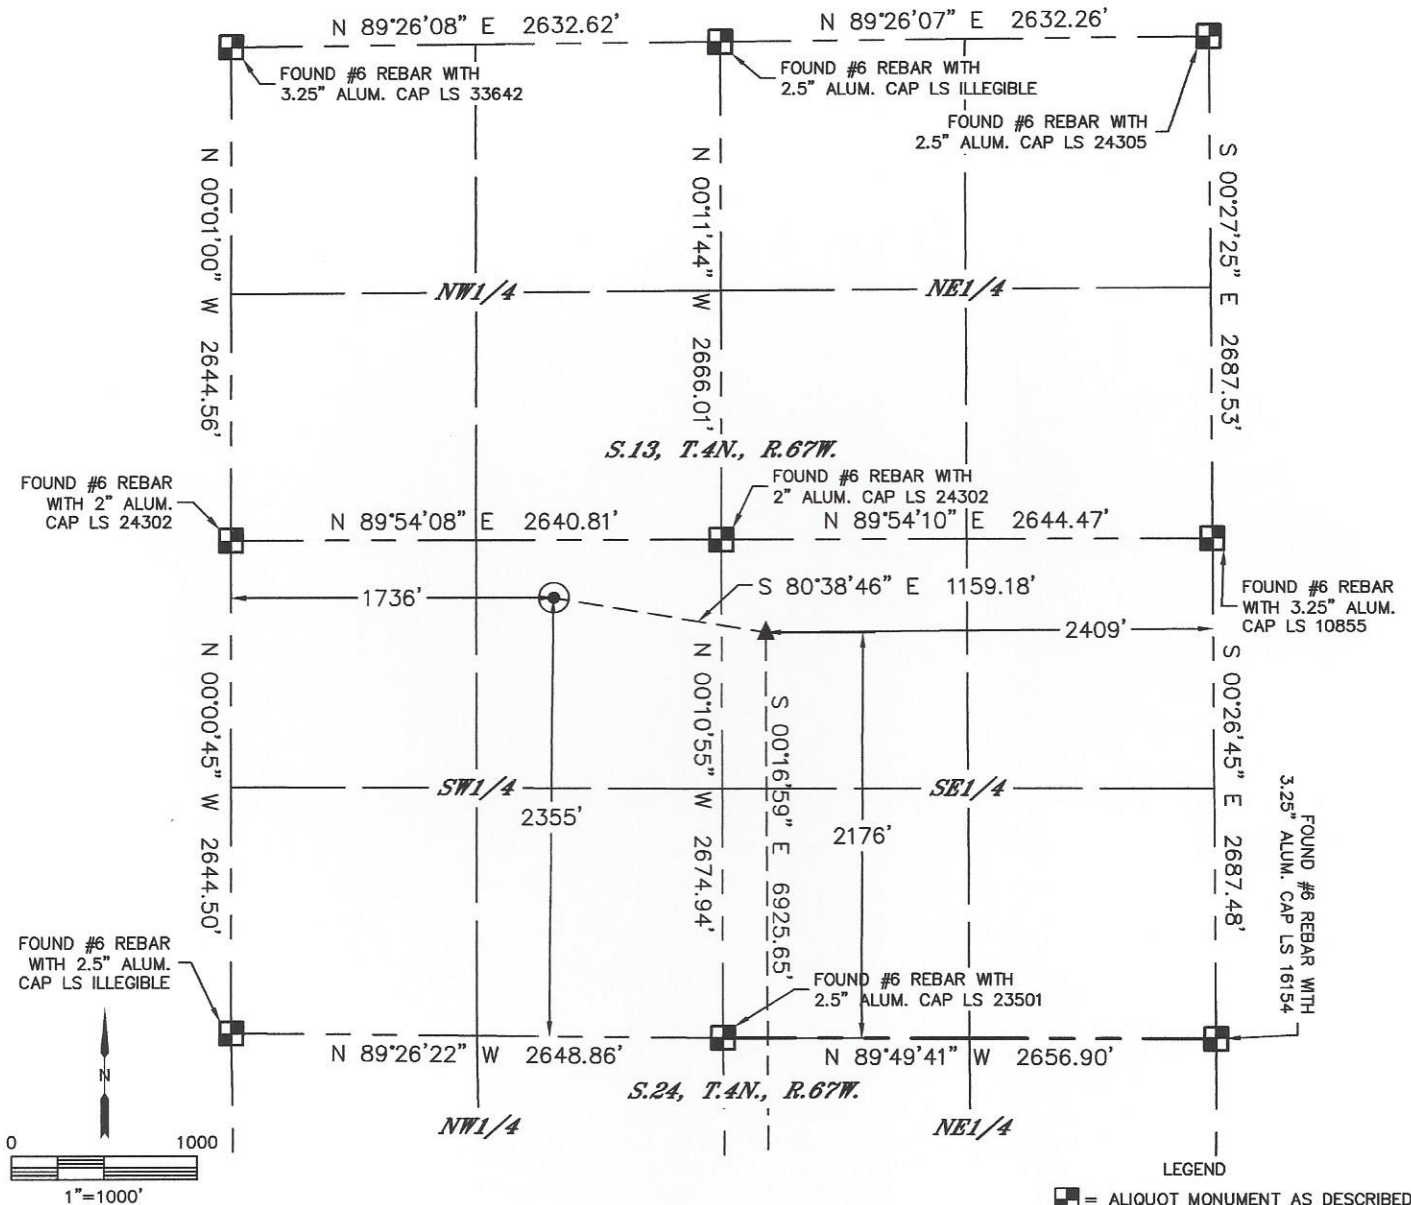 N 89°26'08" E 2632.62'
N 89°26'07" E 2632.26'
FOUND #6 REBAR WITH
3.25" ALUM. CAP LS 33642
FOUND #6 REBAR WITH
2.5" ALUM. CAP LS ILLEGIBLE
FOUND #6 REBAR WITH
2.5" ALUM. CAP LS 24305
N 00°01'00" W 2644.56'
N 00°11'44" W 2666.01'
S 00°27'25" E 2687.53'
NW1/4
NE1/4
S.13, T.4N., R.67W.
FOUND #6 REBAR
WITH 2" ALUM.
CAP LS 24302
FOUND #6 REBAR WITH
2" ALUM. CAP LS 24302
N 89°54'08" E 2640.81'
N 89°54'10" E 2644.47'
FOUND #6 REBAR
WITH 3.25" ALUM.
CAP LS 10855
1736'
S 80°38'46" E 1159.18'
2409'
N 00°00'45" W 2644.50'
N 00°10'55" W 2674.94'
S 00°16'59" E 6925.65'
S 00°26'45" E 2687.48'
SW1/4
SE1/4
2355'
2176'
FOUND #6 REBAR WITH
3.25" ALUM. CAP LS 16154
FOUND #6 REBAR
WITH 2.5" ALUM.
CAP LS ILLEGIBLE
FOUND #6 REBAR WITH
2.5" ALUM. CAP LS 23501
N 89°26'22" W 2648.86'
N 89°49'41" W 2656.90'
S.24, T.4N., R.67W.
N
NW1/4
NE1/4
0 1000
1"=1000'
LEGEND
= ALIQUOT MONUMENT AS DESCRIBED